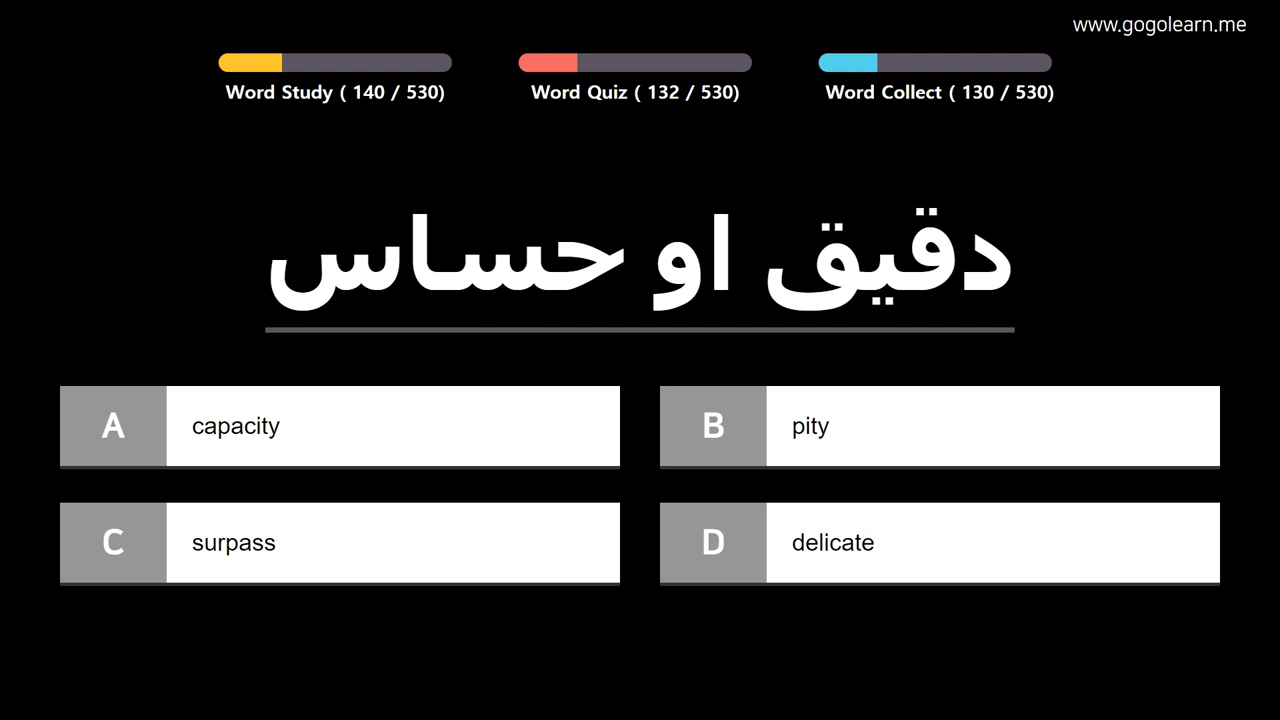 www.gogolearn.me
Word Study ( 140 / 530)
Word Quiz ( 132 / 530)
Word Collect ( 130 / 530)
دقيق او حساس
A capacity
B pity
C surpass
D delicate